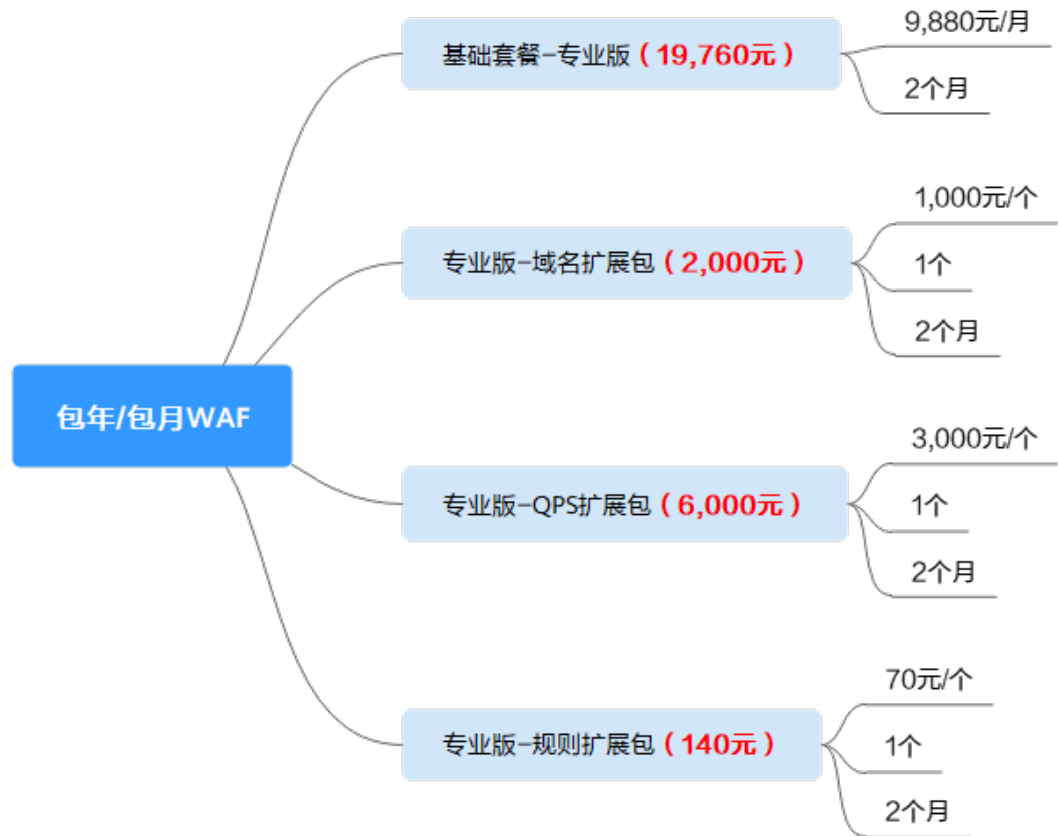 包年/包月WAF
基础套餐-专业版（19,760元）
9,880元/月
2个月
专业版-域名扩展包（2,000元）
1,000元/个
1个
2个月
专业版-QPS扩展包（6,000元）
3,000元/个
1个
2个月
专业版-规则扩展包（140元）
70元/个
1个
2个月